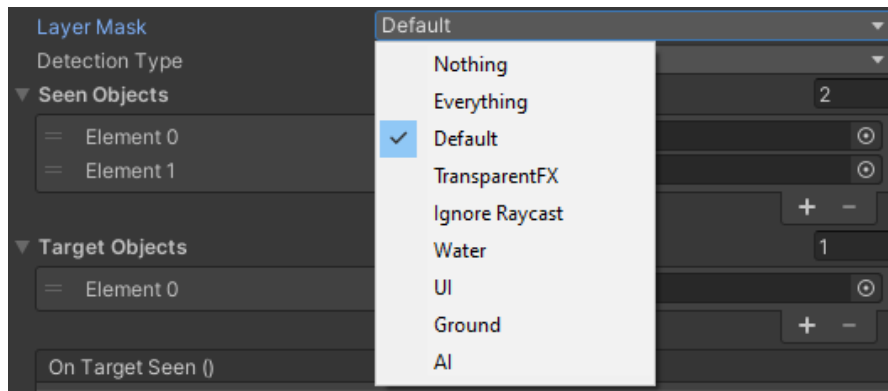 Layer Mask Default
Nothing
Detection Type
Everything
Seen Objects 2
Default
Element 0
Element 1
TransparentFX
Ignore Raycast
Target Objects 1
Water
Element 0
UI
Ground
On Target Seen ()
AI